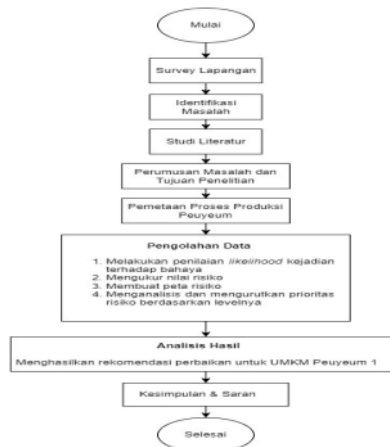 Mulai
Survey Lapangan
Identifikasi
Masalah
Studi Literatur
Perumusan Masalah dan
Tujuan Penelitian
Pemetaan Proses Produksi
Peuyeum
Pengolahan Data
1. Melakukan penilaian likelihood kejadian
terhadap bahaya
2. Mengukur nilai risiko
3. Membuat peta risiko
4. Menganalisis dan mengurutkan prioritas
risiko berdasarkan levelnya
Analisis Hasil
Menghasilkan rekomendasi perbaikan untuk UMKM Peuyeum 1
Kesimpulan & Saran
Selesai